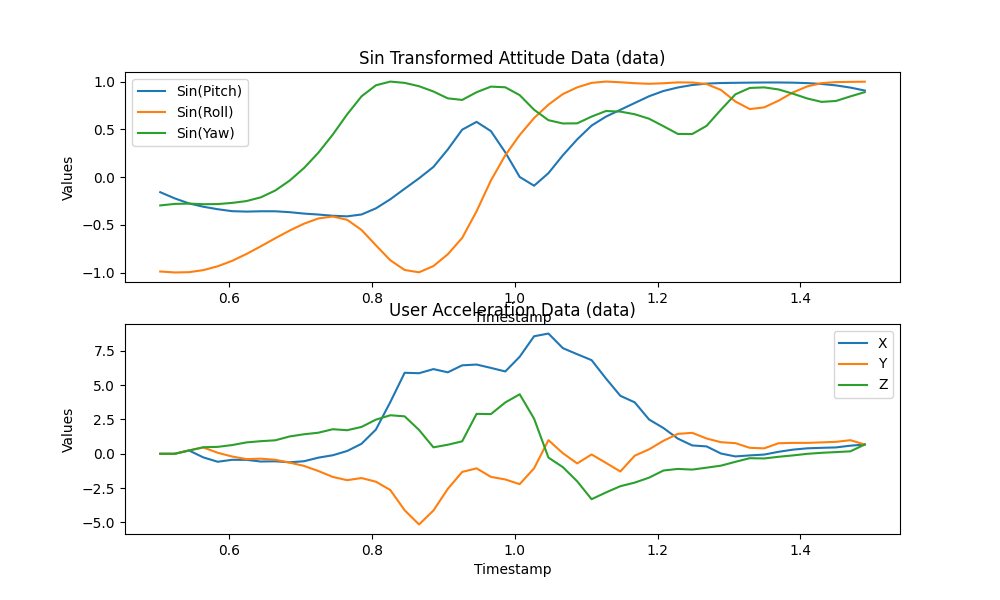 Sin Transformed Attitude Data (data)
1.0
0.5
0.0
−0.5
−1.0
Values
Sin(Pitch)
Sin(Roll)
Sin(Yaw)
0.6 0.8 1.0 1.2 1.4
Timestamp
User Acceleration Data (data)
7.5
5.0
2.5
0.0
−2.5
−5.0
Values
X
Y
Z
0.6 0.8 1.0 1.2 1.4
Timestamp